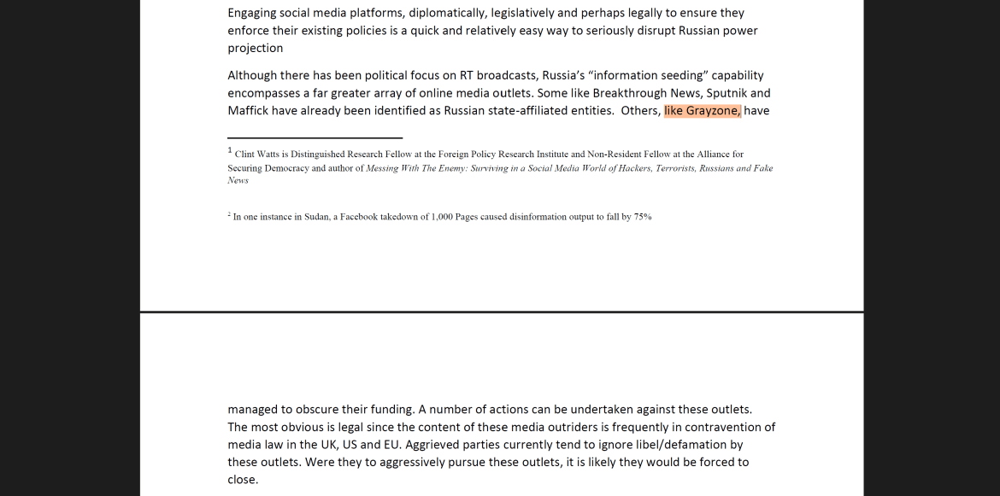 Engaging social media platforms, diplomatically, legislatively and perhaps legally to ensure they
enforce their existing policies is a quick and relatively easy way to seriously disrupt Russian power
projection
Although there has been political focus on RT broadcasts, Russia’s “information seeding” capability
encompasses a far greater array of online media outlets. Some like Breakthrough News, Sputnik and
Maffick have already been identified as Russian state-affiliated entities.  Others, like Grayzone, have
1 Clint Watts is Distinguished Research Fellow at the Foreign Policy Research Institute and Non-Resident Fellow at the Alliance for
Securing Democracy and author of Messing With The Enemy: Surviving in a Social Media World of Hackers, Terrorists, Russians and Fake
News
2 In one instance in Sudan, a Facebook takedown of 1,000 Pages caused disinformation output to fall by 75%
managed to obscure their funding. A number of actions can be undertaken against these outlets.
The most obvious is legal since the content of these media outriders is frequently in contravention of
media law in the UK, US and EU. Aggrieved parties currently tend to ignore libel/defamation by
these outlets. Were they to aggressively pursue these outlets, it is likely they would be forced to
close.